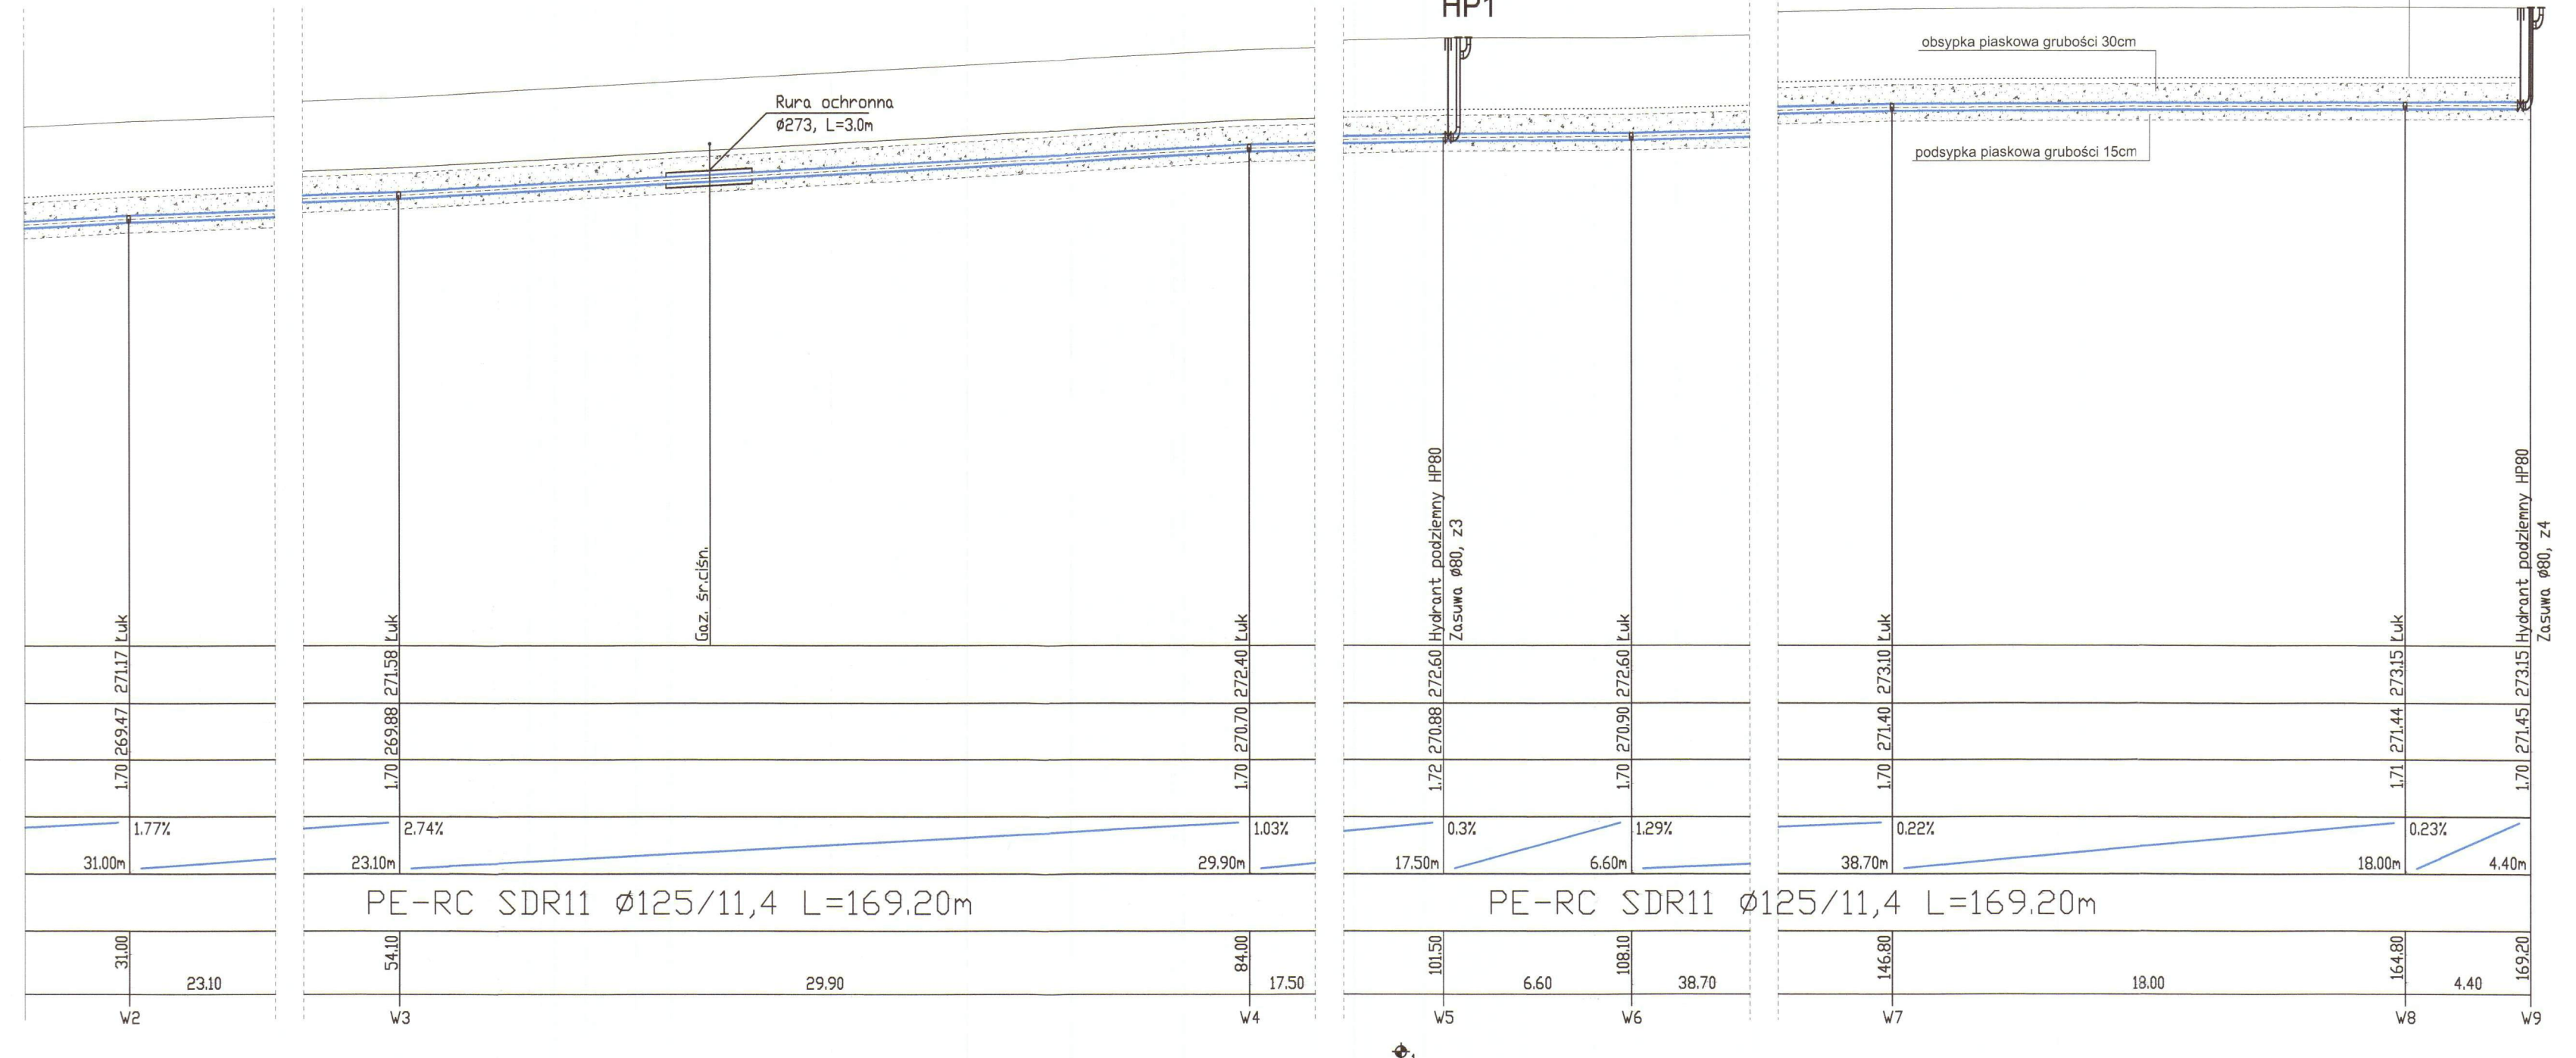 HP1
obsypka piaskowa grubości 30cm
Rura ochronna
ø273, L=3.0m
podsypka piaskowa grubości 15cm
Łuk
Łuk
Gaz. śr.ciśn.
Łuk
Hydrant podziemny HP80
Zasuwa ø80, z3
Łuk
Łuk
Łuk
Hydrant podziemny HP80
Zasuwa ø80, z4
271.17 271.58 272.40 272.60 272.60 273.10 273.15 273.15
269.47 269.88 270.70 270.88 270.90 271.40 271.44 271.45
1.70 1.70 1.70 1.72 1.70 1.70 1.71 1.70
1.77% 2.74% 1.03% 0.3% 1.29% 0.22% 0.23%
31.00m 23.10m 29.90m 17.50m 6.60m 38.70m 18.00m 4.40m
PE-RC SDR11 ø125/11,4 L=169.20m PE-RC SDR11 ø125/11,4 L=169.20m
31.00 54.10 84.00 101.50 108.10 146.80 164.80 169.20
23.10 29.90 17.50 6.60 38.70 18.00 4.40
W2 W3 W4 W5 W6 W7 W8 W9